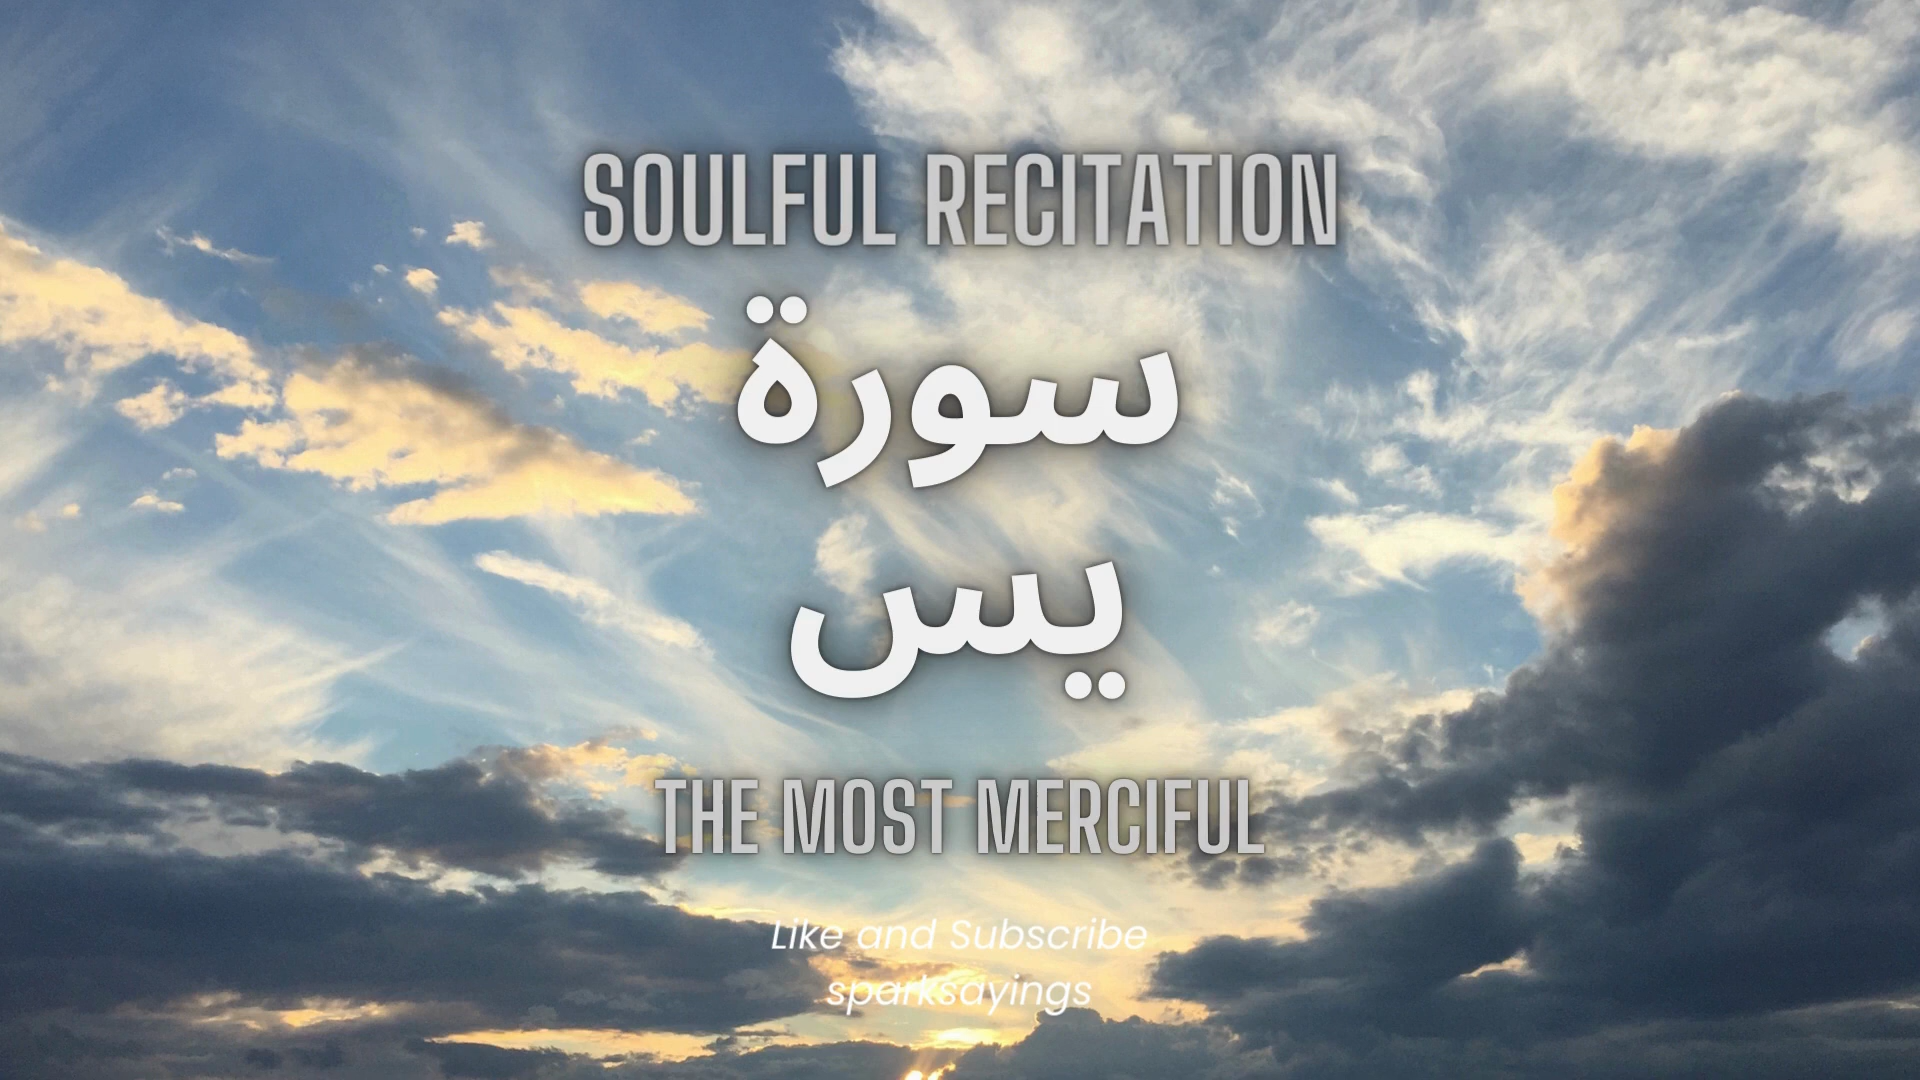 SOULFUL RECITATION
سورة
يس
THE MOST MERCIFUL
Like and Subscribe
sparksayings